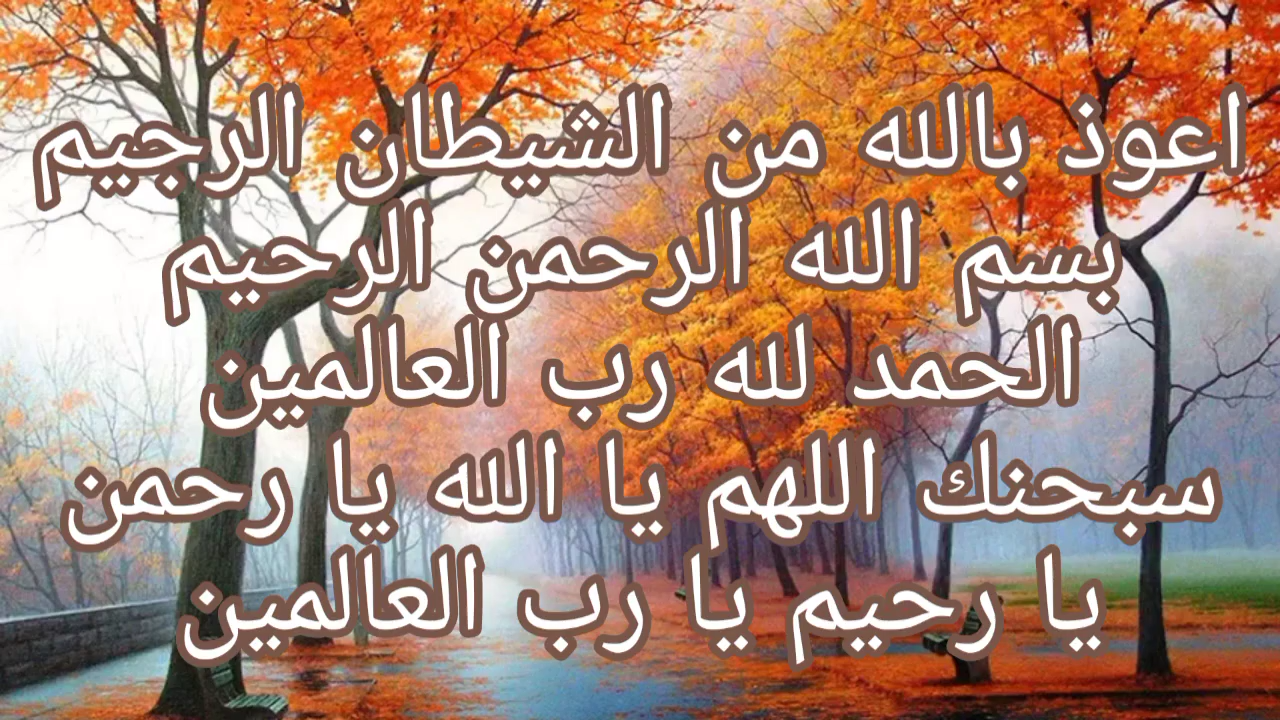 اعوذ بالله من الشيطان الرجيم
بسم الله الرحمن الرحيم
الحمد لله رب العالمين
سبحنك اللهم يا الله يا رحمن
يا رحيم يا رب العالمين